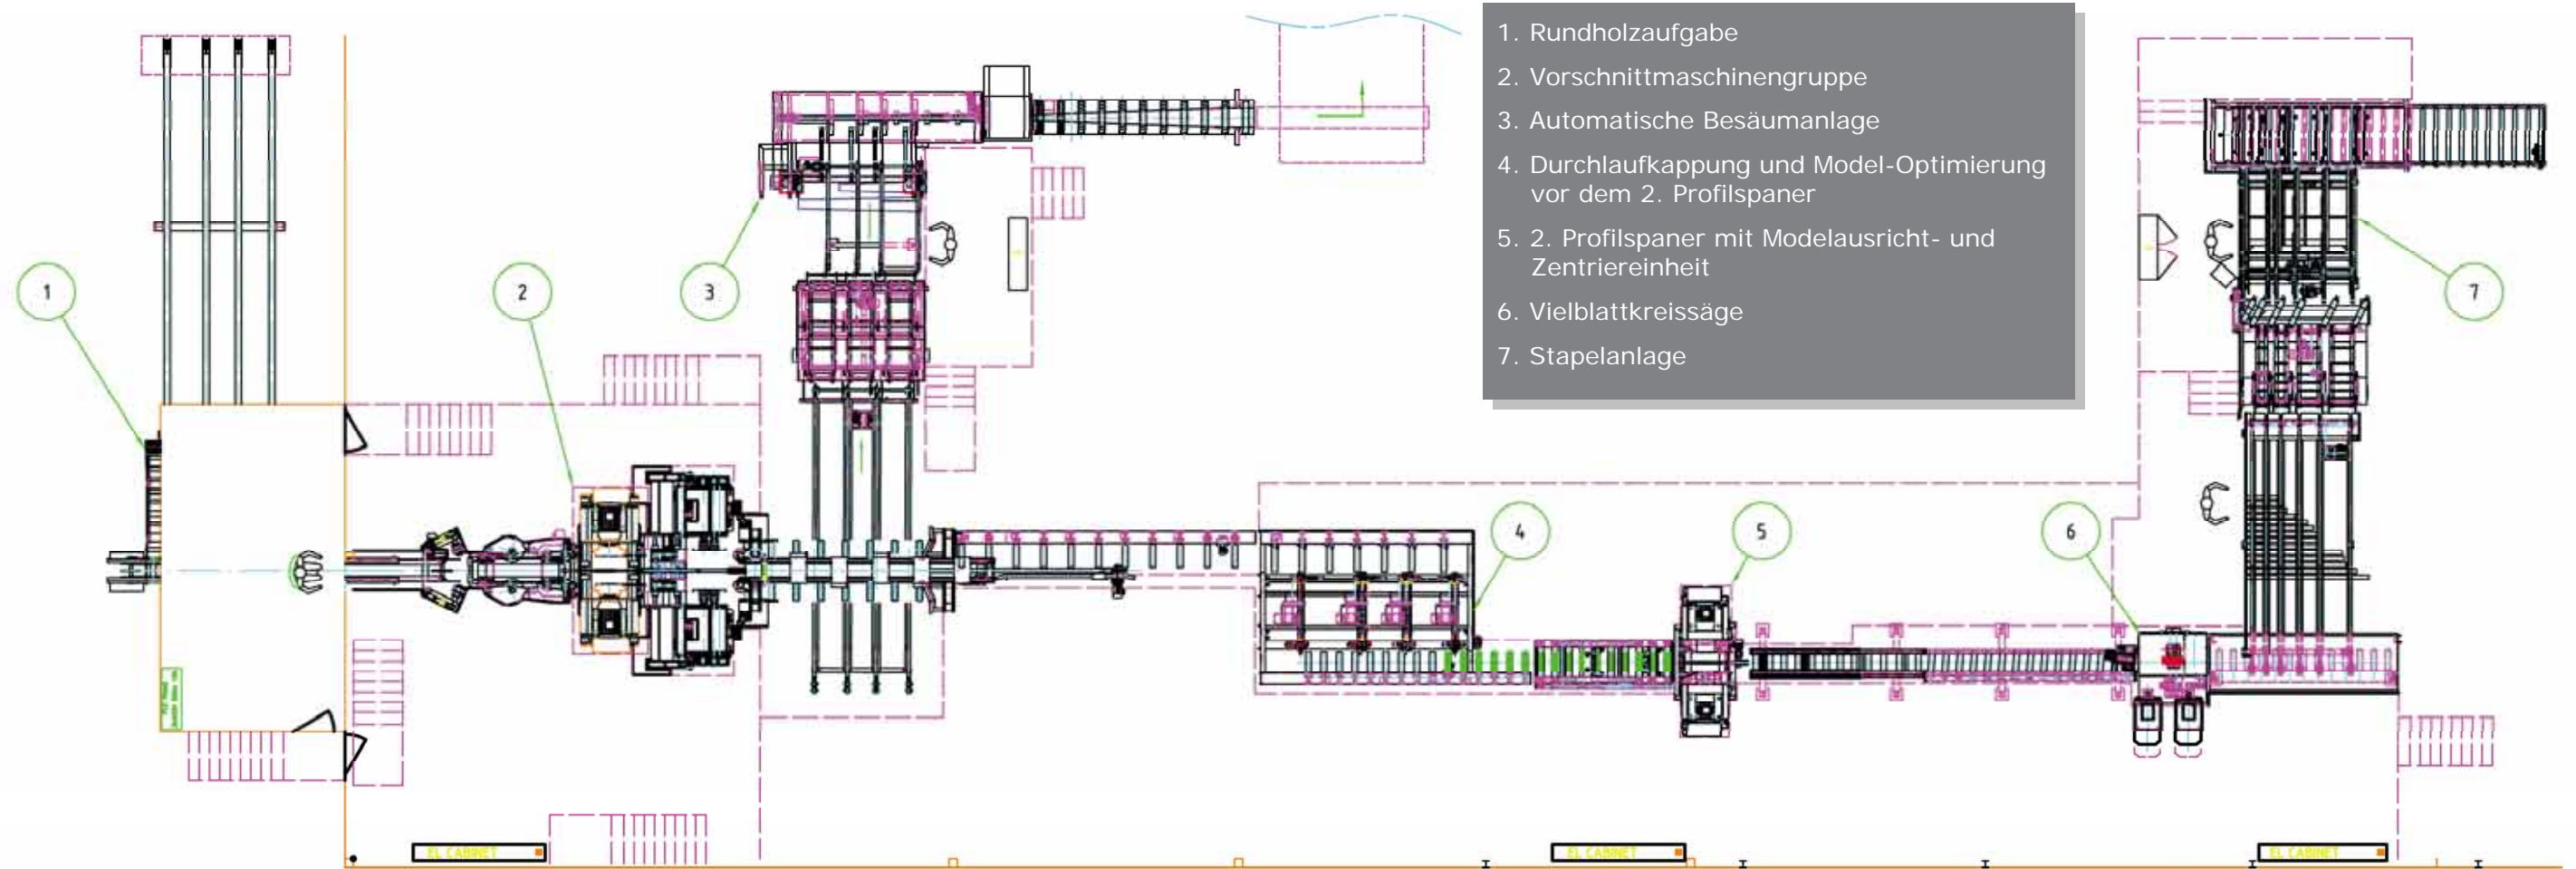 1. Rundholzaufgabe
2. Vorschnittmaschinengruppe
3. Automatische Besäumanlage
4. Durchlaufkappung und Model-Optimierung
vor dem 2. Profilspaner
5. 2. Profilspaner mit Modelausricht- und
Zentriereinheit
6. Vielblattkreissäge
7. Stapelanlage
1
2
3
4
5
6
7
EL CABINET
EL CABINET
EL CABINET